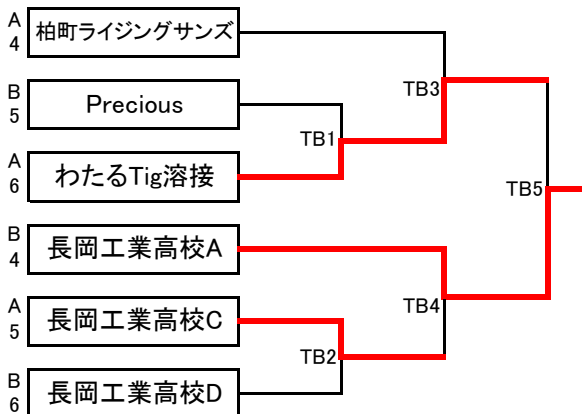 A
4
柏町ライジングサンズ
TB3
B
5
Precious
TB1
A
6
わたるTig溶接
TB5
B
4
長岡工業高校A
TB4
A
5
長岡工業高校C
TB2
B
6
長岡工業高校D